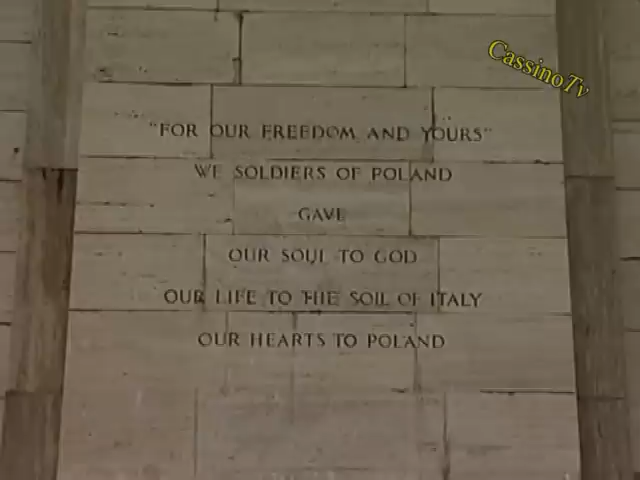 CassinoTv
"FOR OUR FREEDOM AND YOURS"
WE SOLDIERS OF POLAND
GAVE
OUR SOUL TO GOD
OUR LIFE TO THE SOIL OF ITALY
OUR HEARTS TO POLAND